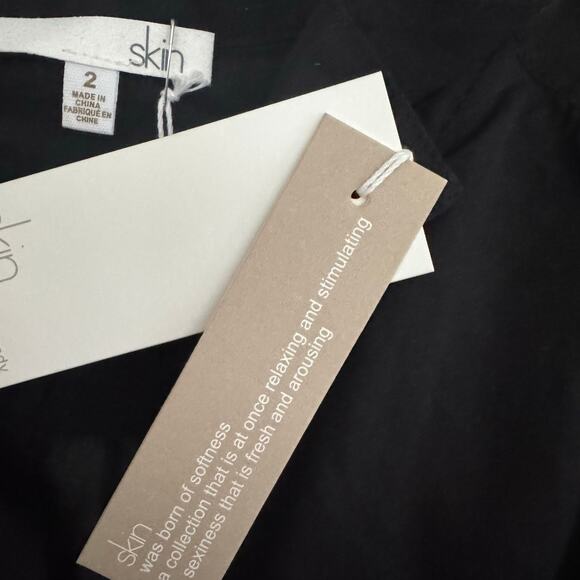 skin
2
MADE IN
CHINA
FABRIQUÉ EN
CHINE
skin
was born of softness
a collection that is at once relaxing and stimulating
sexiness that is fresh and arousing